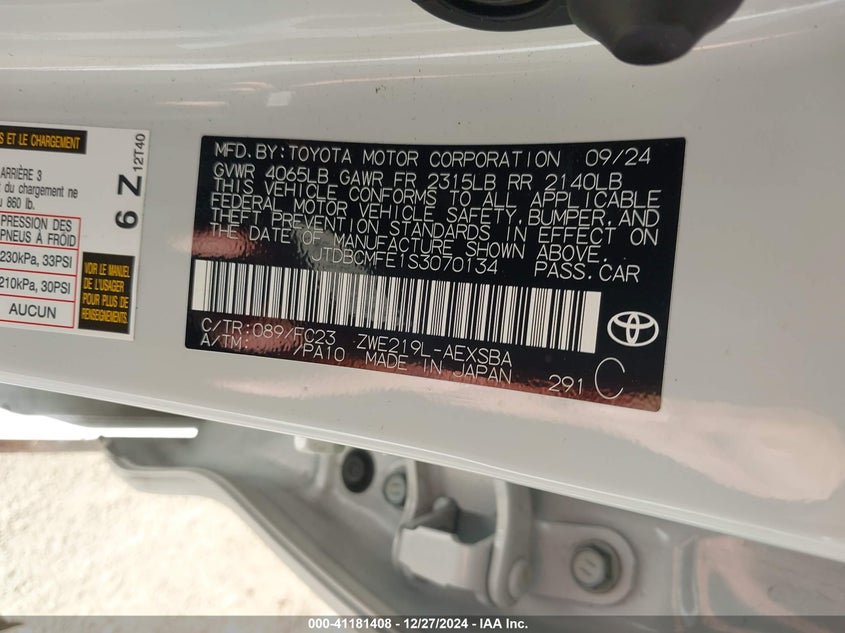 S ET LE CHARGEMENT
ARRIÈRE 3
du chargement ne
860 lb.
PRESSION DES
PNEUS À FROID
230kPa, 33PSI
210kPa, 30PSI
AUCUN
VOIR LE MANUEL
DE L'USAGER
POUR PLUS DE
RENSEIGNEMENTS
6 Z 12T40
MFD.BY:TOYOTA MOTOR CORPORATION 09/24
GVWR 4065LB GAWR FR 2315LB RR 2140LB
THIS VEHICLE CONFORMS TO ALL APPLICABLE
FEDERAL MOTOR VEHICLE SAFETY,BUMPER,AND
THEFT PREVENTION STANDARDS IN EFFECT ON
THE DATE OF MANUFACTURE SHOWN ABOVE.
JTDBCMFE1S3070134 PASS.CAR
C/TR:089/FC23 ZWE219L-AEXSBA
A/TM: /PA10 MADE IN JAPAN 291 C
000-41181408 - 12/27/2024 - IAA Inc.